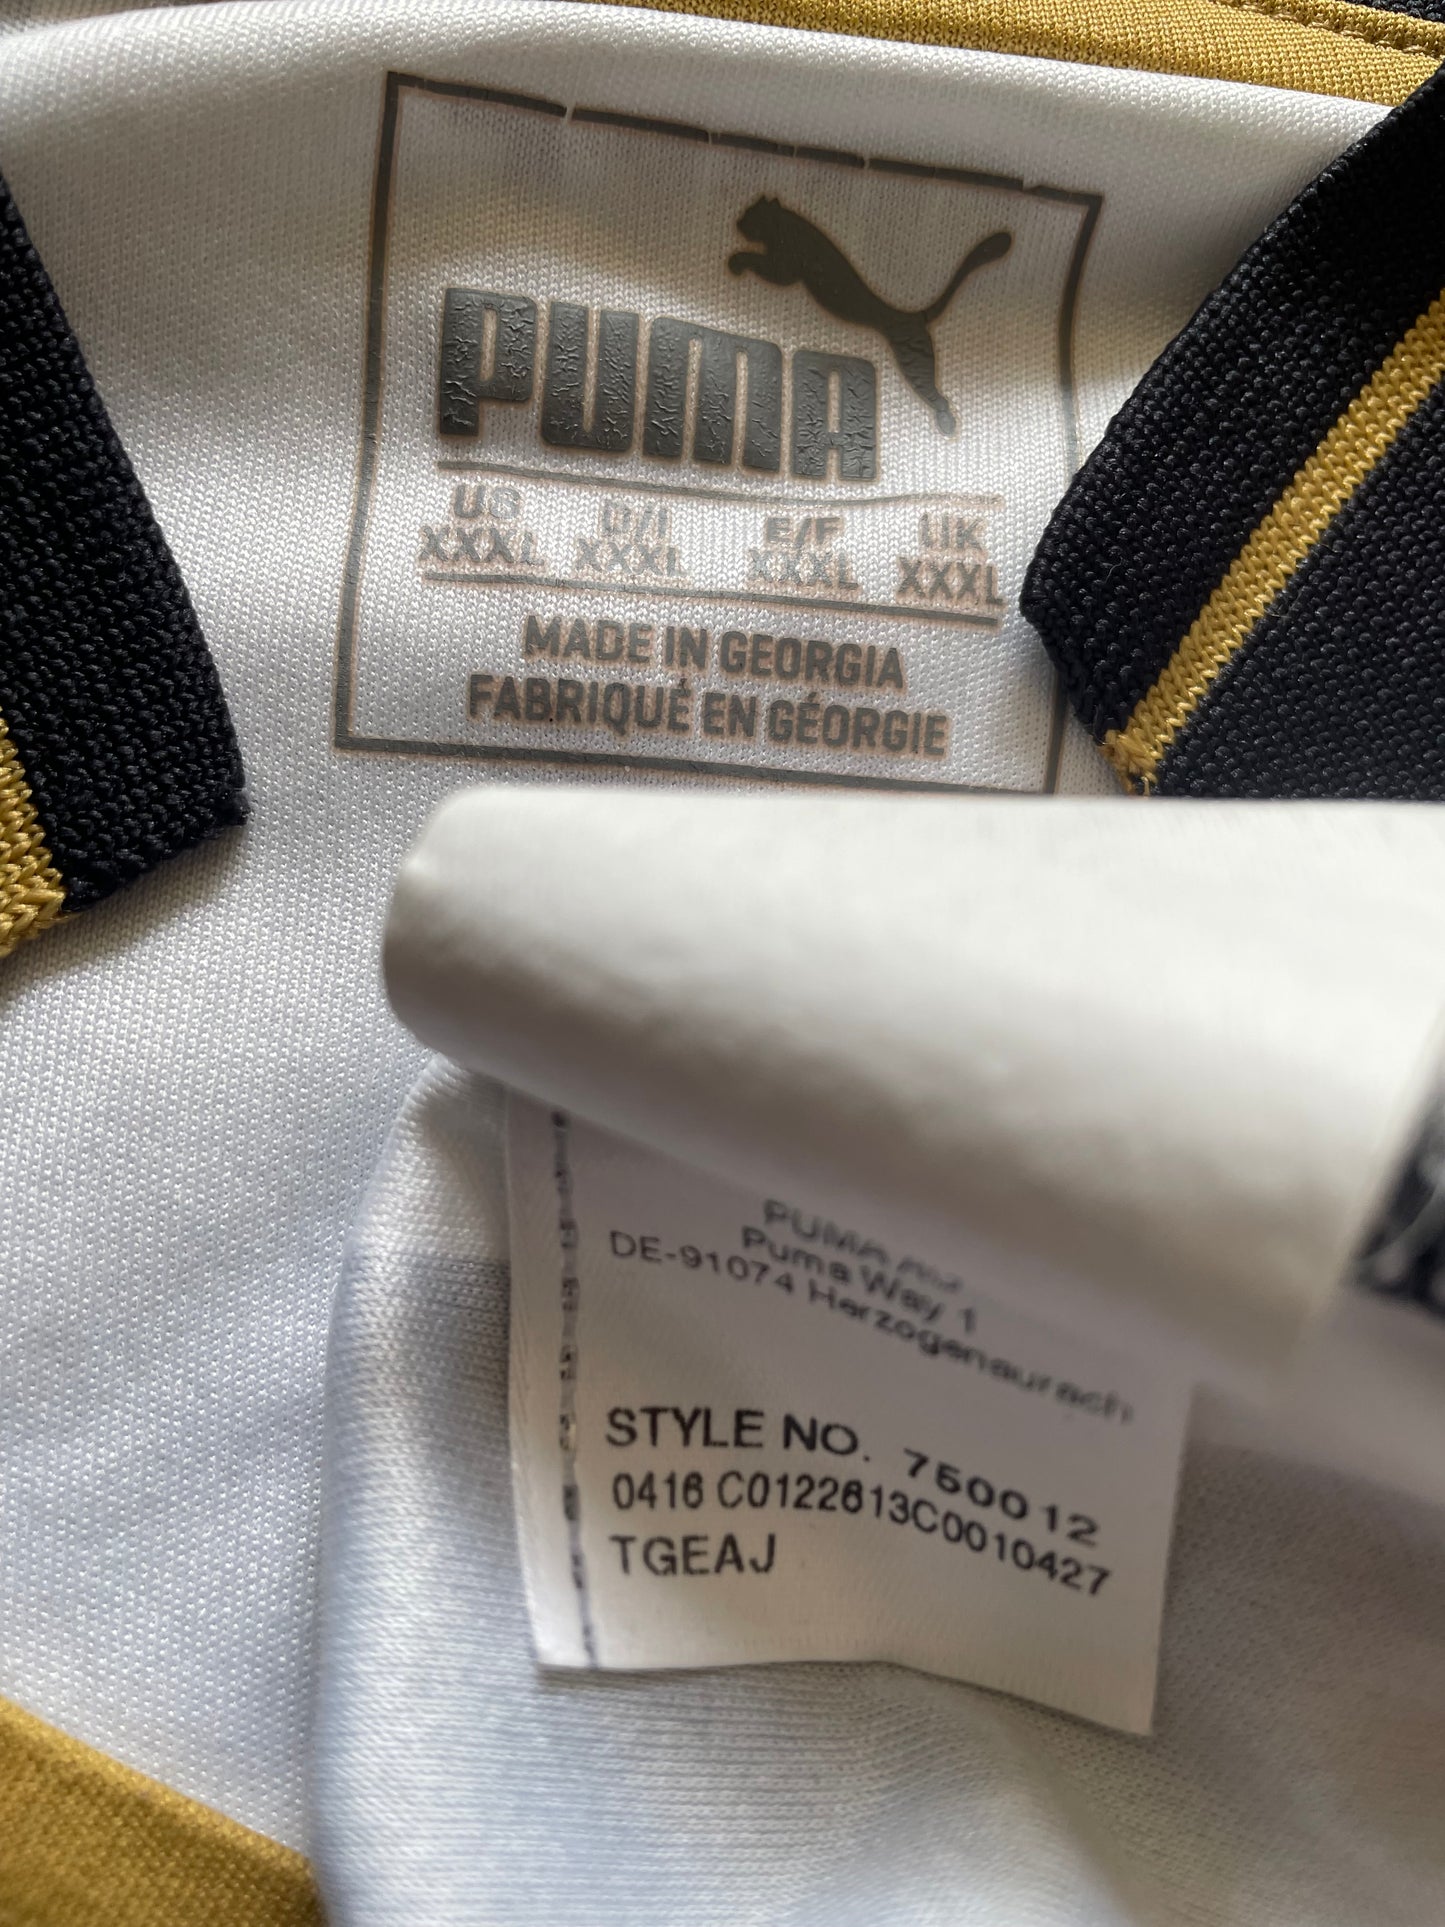 PUMA
US D/I E/F UK
XXXL XXXL XXXL XXXL
MADE IN GEORGIA
FABRIQUÉ EN GÉORGIE
PUMA
Puma Way 1
DE-91074 Herzogenaurach
STYLE NO. 750012
0416 C0122613C0010427
TGEAJ